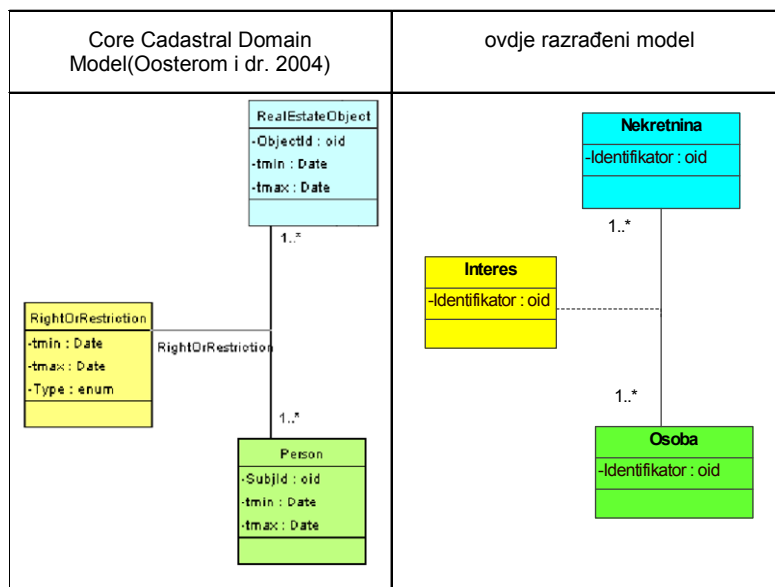 Core Cadastral Domain
Model(Oosterom i dr. 2004)
ovdje razrađeni model
RealEstateObject
-ObjectId : oid
-tmin : Date
-tmax : Date
1..*
RightOrRestriction
-tmin : Date
-tmax : Date
-Type : enum
RightOrRestriction
1..*
Person
-SubjId : oid
-tmin : Date
-tmax : Date
Nekretnina
-Identifikator : oid
1..*
Interes
-Identifikator : oid
1..*
Osoba
-Identifikator : oid